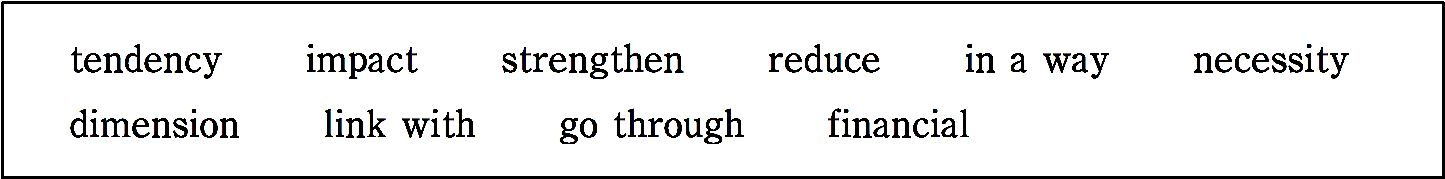 tendency impact strengthen reduce in a way necessity
dimension link with go through financial